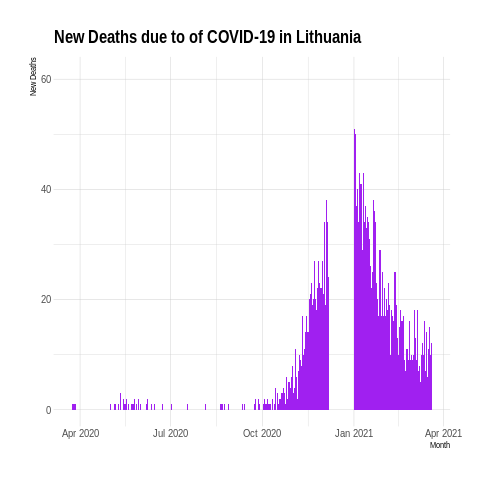 New Deaths due to of COVID-19 in Lithuania
New Deaths
60
40
20
0
Apr 2020
Jul 2020
Oct 2020
Jan 2021
Apr 2021
Month